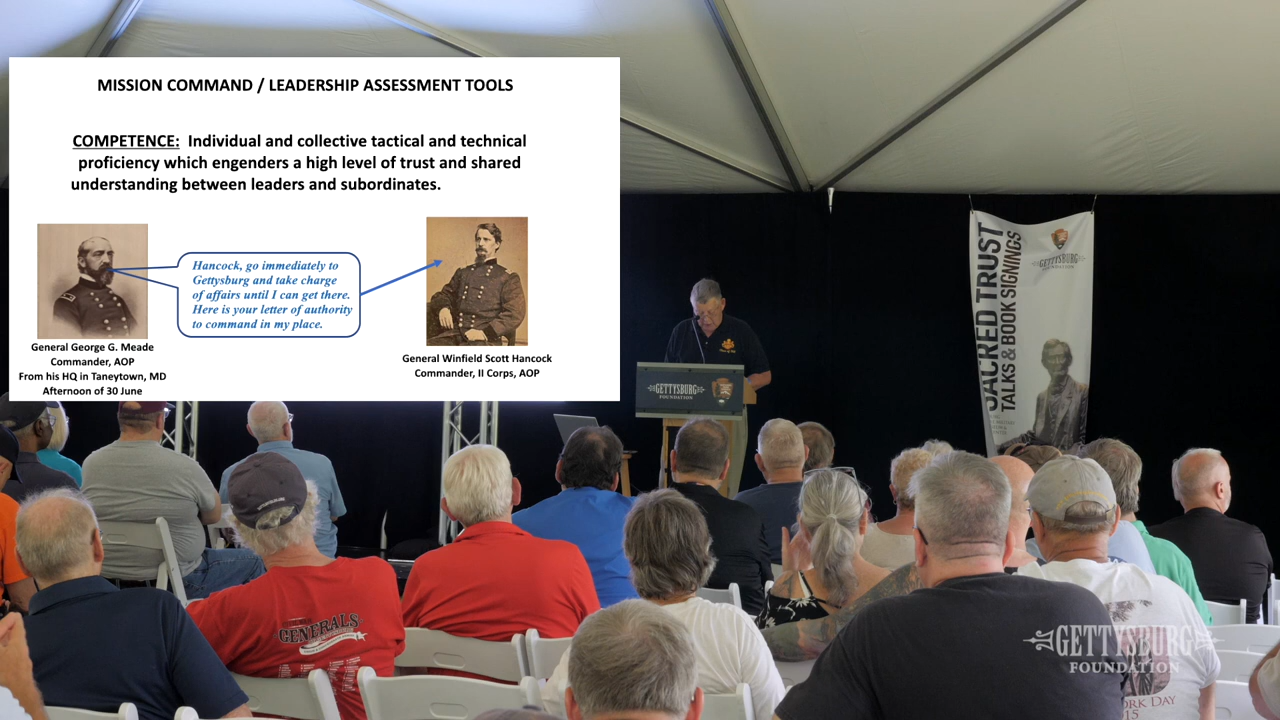 MISSION COMMAND / LEADERSHIP ASSESSMENT TOOLS
COMPETENCE: Individual and collective tactical and technical
proficiency which engenders a high level of trust and shared
understanding between leaders and subordinates.
Hancock, go immediately to
Gettysburg and take charge
of affairs until I can get there.
Here is your letter of authority
to command in my place.
General George G. Meade
Commander, AOP
From his HQ in Taneytown, MD
Afternoon of 30 June
General Winfield Scott Hancock
Commander, II Corps, AOP
GETTYSBURG
FOUNDATION
SACRED TRUST
TALKS & BOOK SIGNINGS
GETTYSBURG
FOUNDATION
GENERALS
GETTYSBURG
FOUNDATION
WORK DAY